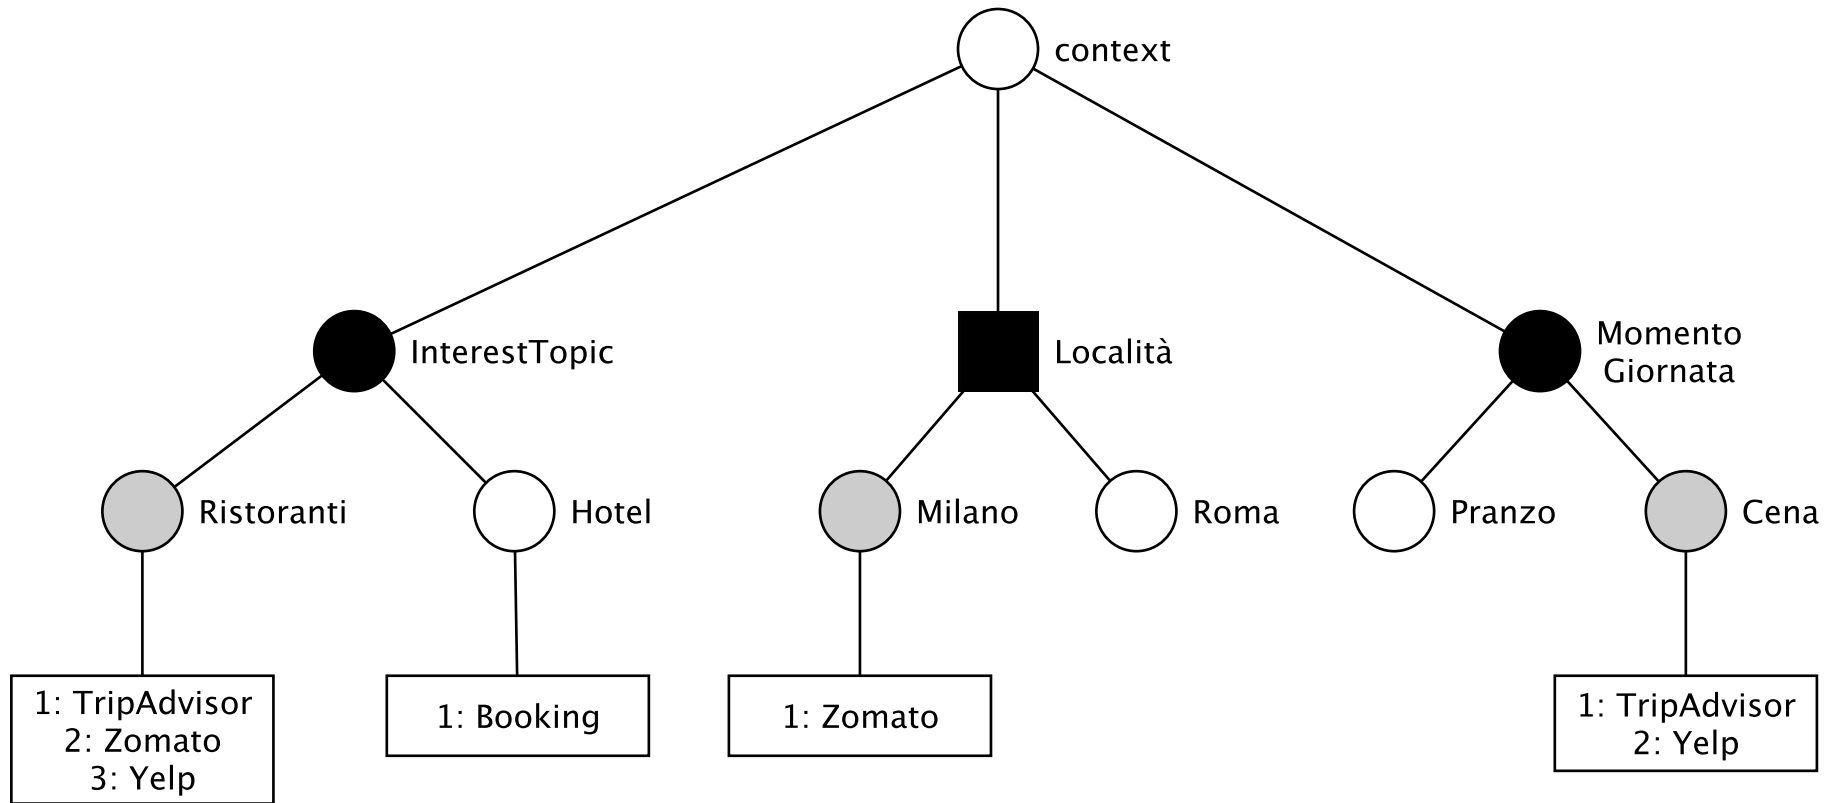 context
InterestTopic
Località
Momento
Giornata
Ristoranti
Hotel
Milano
Roma
Pranzo
Cena
1: TripAdvisor
2: Zomato
3: Yelp
1: Booking
1: Zomato
1: TripAdvisor
2: Yelp